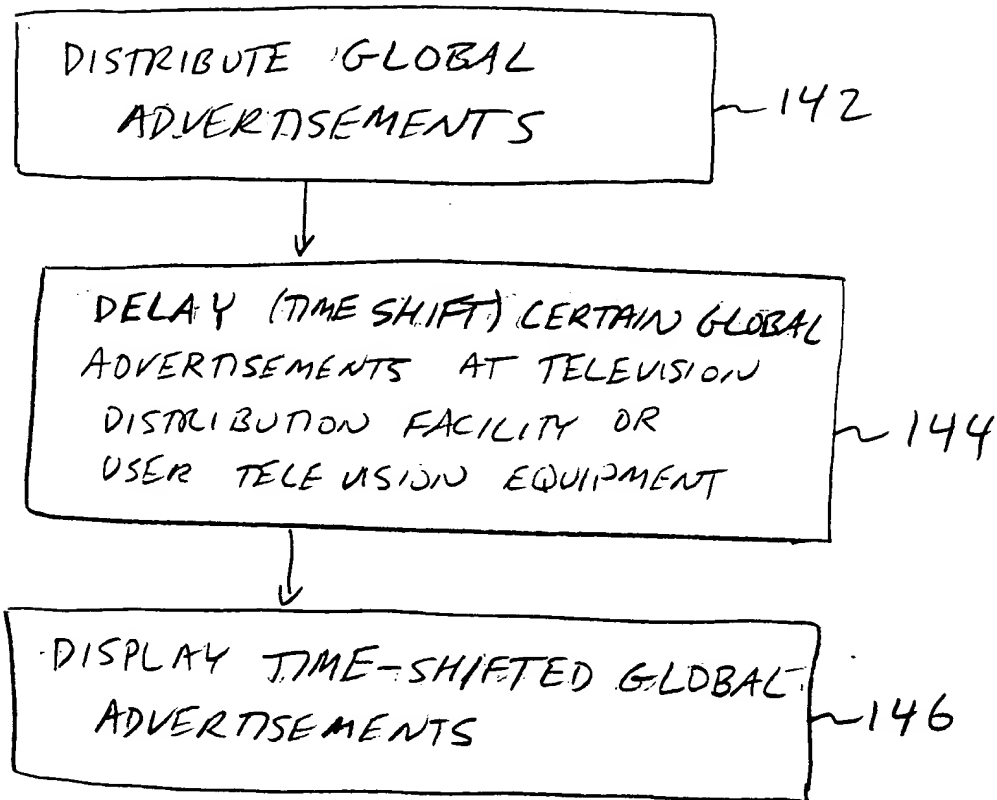 DISTRIBUTE GLOBAL
ADVERTISEMENTS
142
DELAY (TIME SHIFT) CERTAIN GLOBAL
ADVERTISEMENTS AT TELEVISION
DISTRIBUTION FACILITY OR
USER TELEVISION EQUIPMENT
144
DISPLAY TIME-SHIFTED GLOBAL
ADVERTISEMENTS
146